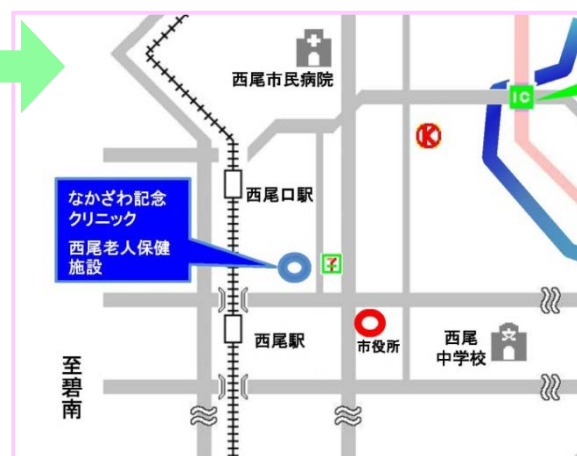 西尾市民病院
IC
K
西尾口駅
なかざわ記念
クリニック
西尾老人保健
施設
7
西尾駅
市役所
文
西尾
中学校
至碧南